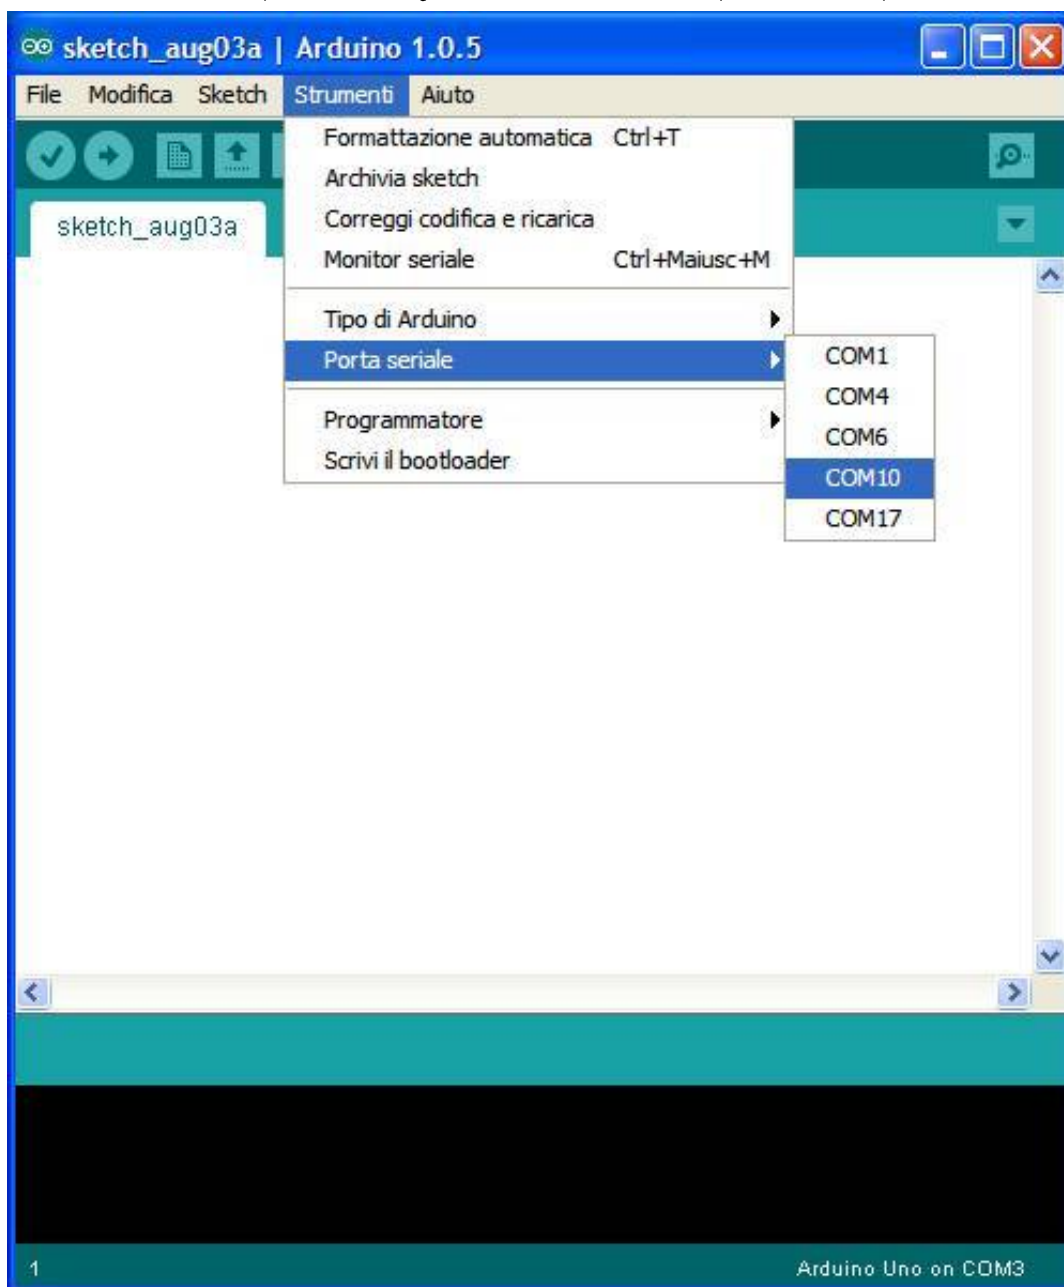 sketch_aug03a | Arduino 1.0.5
File Modifica Sketch Strumenti Aiuto
Formattazione automatica Ctrl+T
Archivia sketch
sketch_aug03a
Correggi codifica e ricarica
Monitor seriale Ctrl+Maiusc+M
Tipo di Arduino
Porta seriale
COM1
COM4
COM6
COM10
COM17
Programmatore
Scrivi il bootloader
1
Arduino Uno on COM3